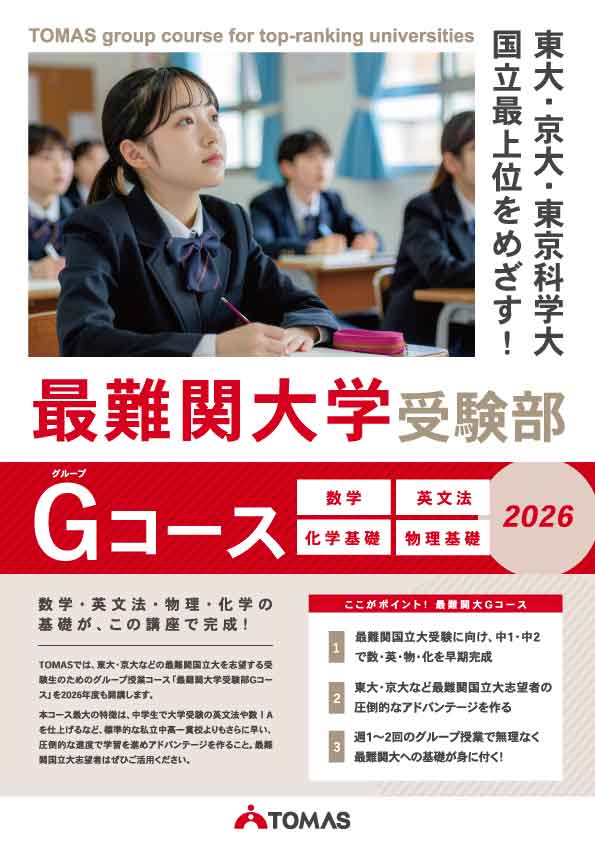 TOMAS group course for top-ranking universities
東大・京大・東京科学大
国立最上位をめざす！
最難関大学受験部
グループ
Gコース
数学
英文法
化学基礎
物理基礎
2026
数学・英文法・物理・化学の
基礎が、この講座で完成！
TOMASでは、東大・京大などの最難関国立大を志望する受
験生のためのグループ授業コース「最難関大学受験部Gコー
ス」を2026年度も開講します。
本コース最大の特徴は、中学生で大学受験の英文法や数ⅠA
を仕上げるなど、標準的な私立中高一貫校よりもさらに早い、
圧倒的な進度で学習を進めアドバンテージを作ること。最難
関国立大志望者はぜひご活用ください。
ここがポイント！ 最難関大Gコース
1
最難関国立大受験に向け、中1・中2
で数・英・物・化を早期完成
2
東大・京大など最難関国立大志望者の
圧倒的なアドバンテージを作る
3
週1〜2回のグループ授業で無理なく
最難関大への基礎が身に付く！
TOMAS